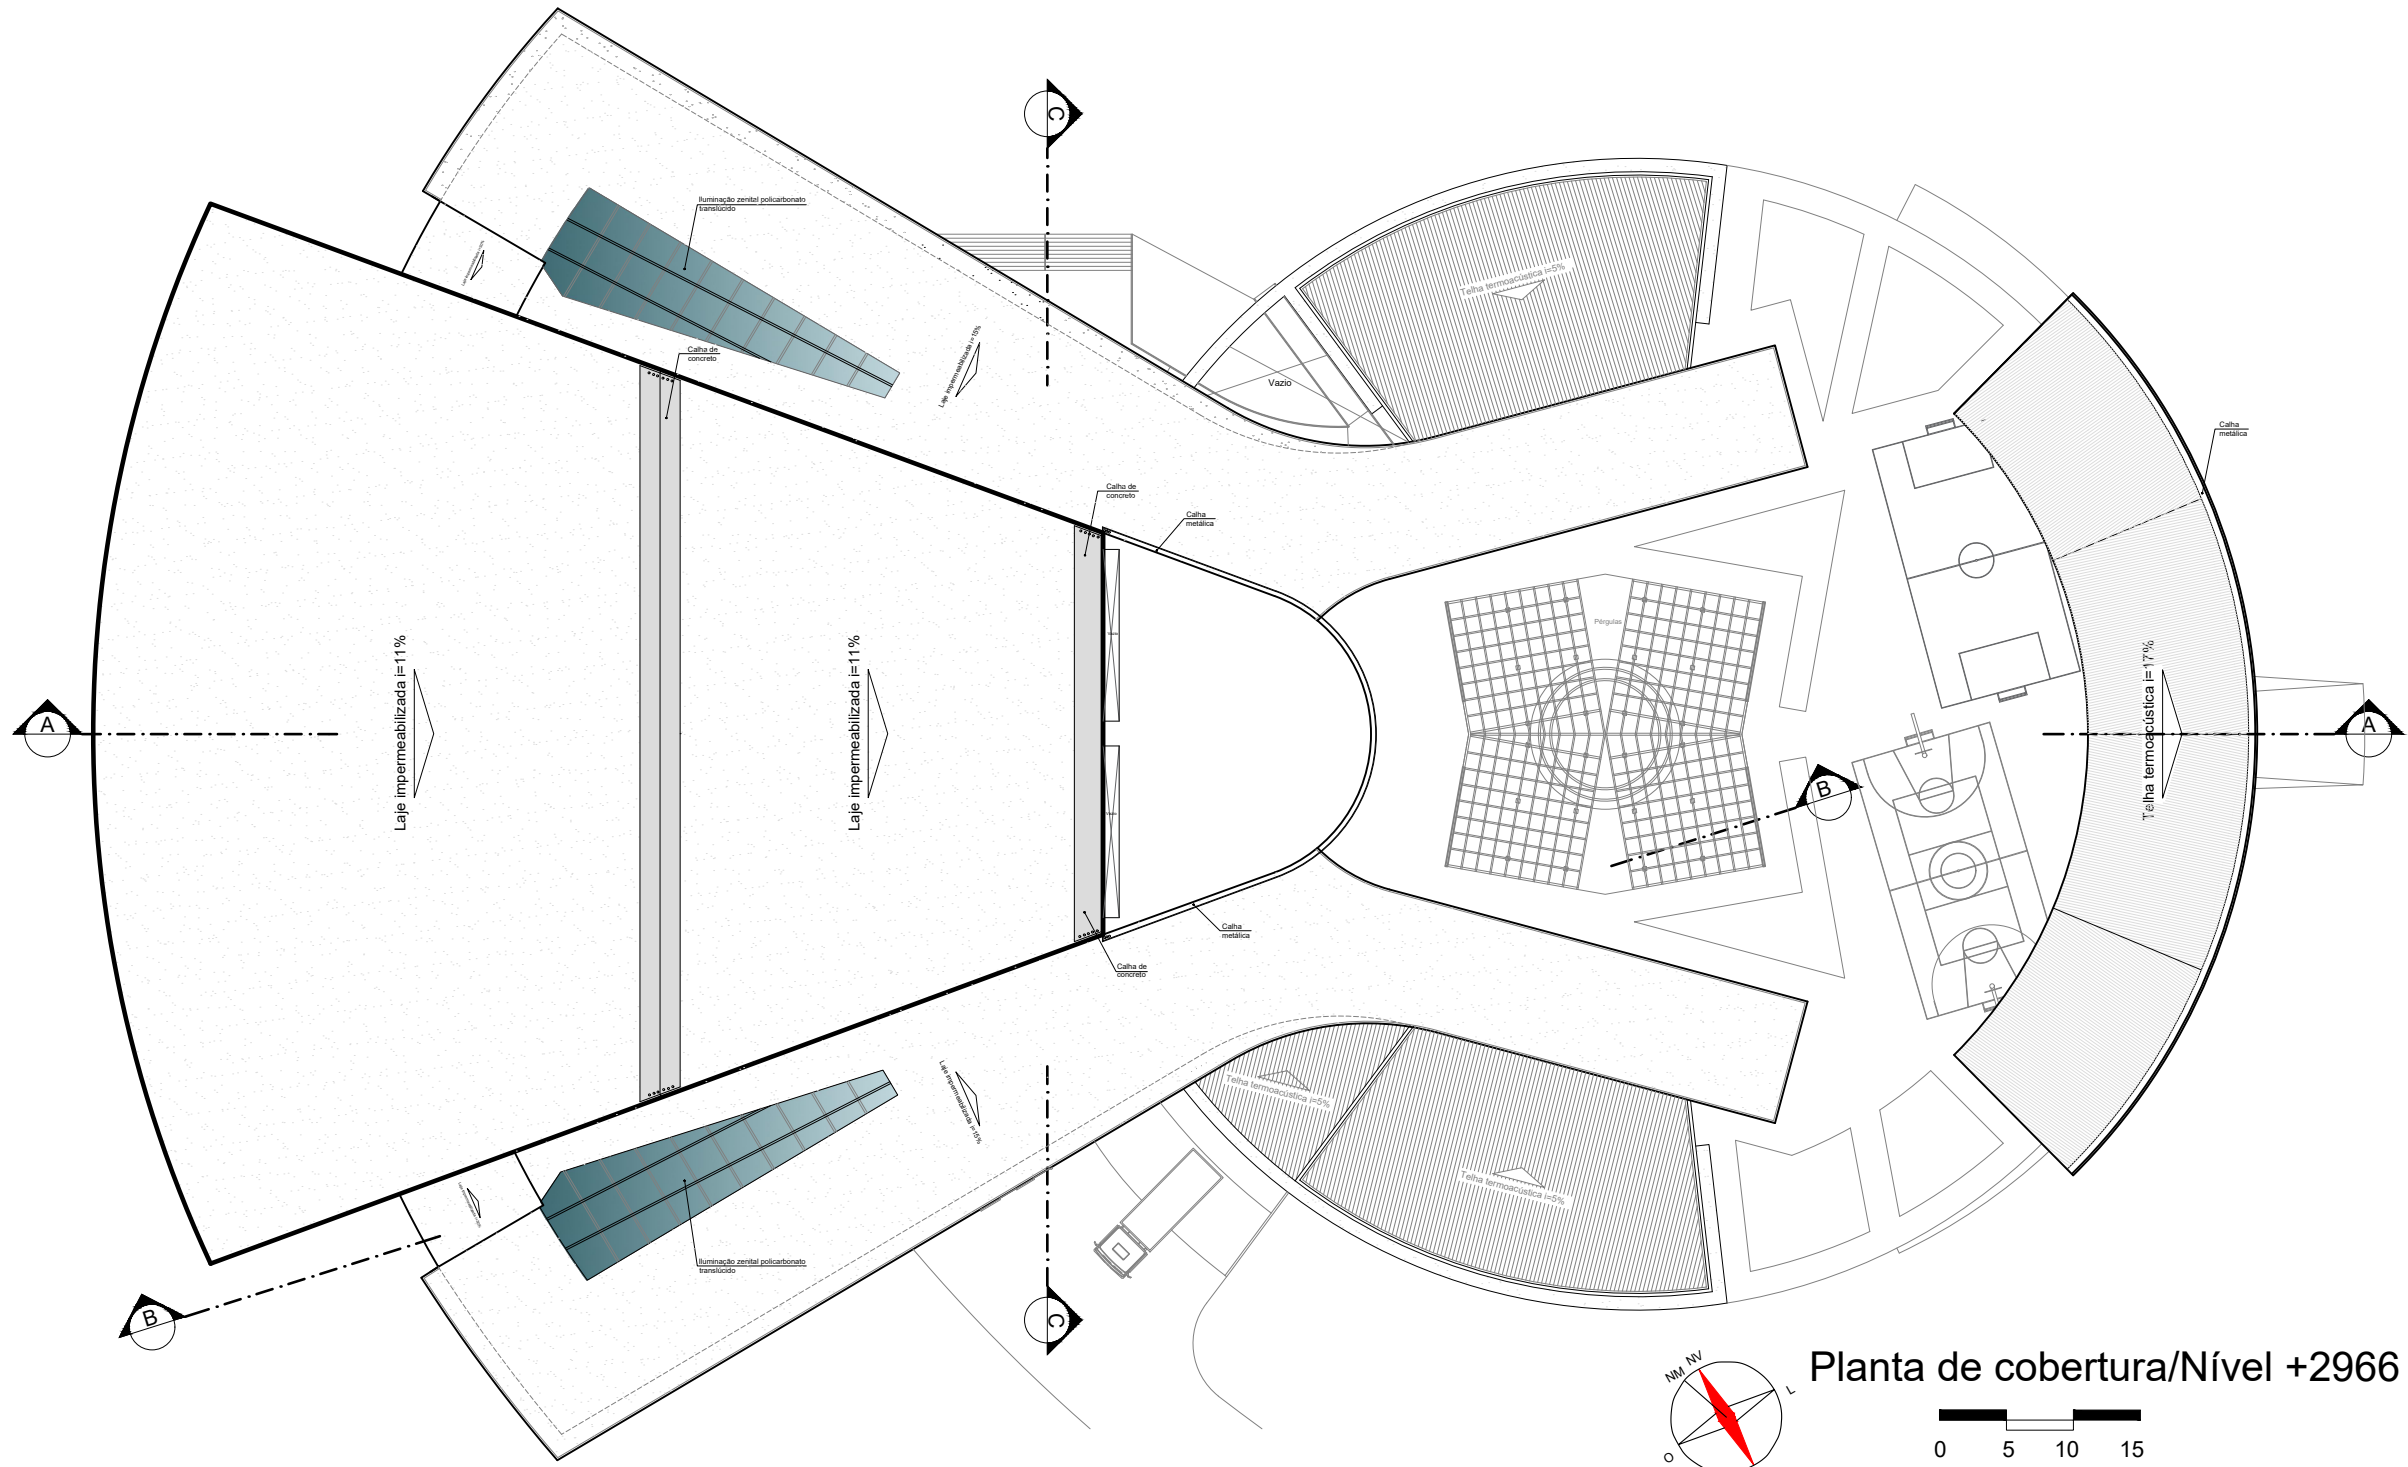 C
Iluminação zenital policarbonato
translúcido
Telha termoacústica i=5%
Calha de
concreto
Laje impermeabilizada i=15%
Vazio
Calha
metálica
Calha de
concreto
Calha
metálica
Pérgulas
Vazio
Laje impermeabilizada i=11%
Laje impermeabilizada i=11%
Telha termoacústica i=17%
A
A
B
Vazio
Calha
metálica
Calha de
concreto
Laje impermeabilizada i=15%
Telha termoacústica i=5%
Telha termoacústica i=5%
Iluminação zenital policarbonato
translúcido
B
C
NM
NV
L
O
Planta de cobertura/Nível +2966
0 5 10 15